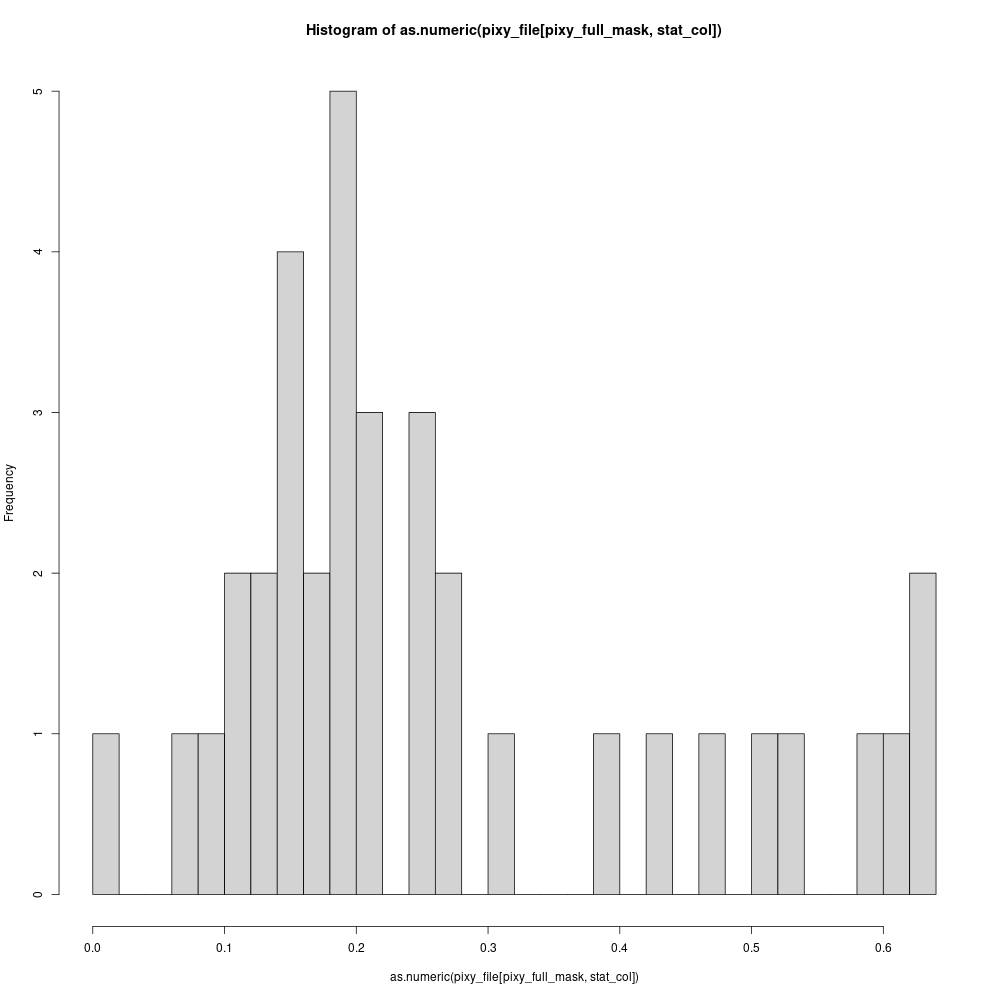 Histogram of as.numeric(pixy_file[pixy_full_mask, stat_col])
5
4
3
2
1
0
Frequency
0.0 0.1 0.2 0.3 0.4 0.5 0.6
as.numeric(pixy_file[pixy_full_mask, stat_col])